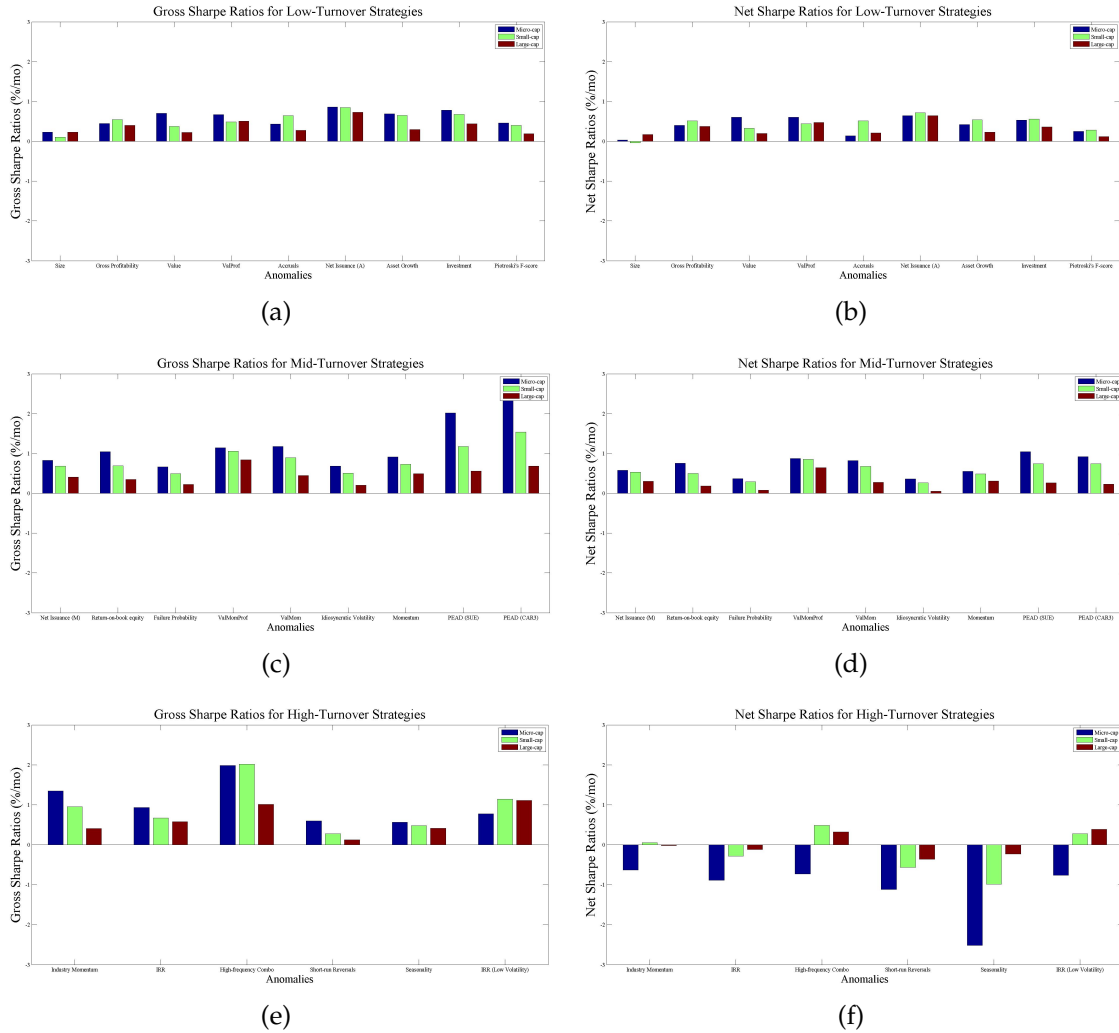 Gross Sharpe Ratios for Low-Turnover Strategies
Gross Sharpe Ratios (%/mo)
3
2
1
0
-1
-2
-3
Micro-cap
Small-cap
Large-cap
Size Gross Profitability Value ValProf Accruals Net Issuance (A) Asset Growth Investment Piotroski's F-score
Anomalies
(a)
Net Sharpe Ratios for Low-Turnover Strategies
Net Sharpe Ratios (%/mo)
3
2
1
0
-1
-2
-3
Micro-cap
Small-cap
Large-cap
Size Gross Profitability Value ValProf Accruals Net Issuance (A) Asset Growth Investment Piotroski's F-score
Anomalies
(b)
Gross Sharpe Ratios for Mid-Turnover Strategies
Gross Sharpe Ratios (%/mo)
3
2
1
0
-1
-2
-3
Micro-cap
Small-cap
Large-cap
Net Issuance (M) Return-on-book equity Failure Probability ValMomProf ValMom Idiosyncratic Volatility Momentum PEAD (SUE) PEAD (CAR3)
Anomalies
(c)
Net Sharpe Ratios for Mid-Turnover Strategies
Net Sharpe Ratios (%/mo)
3
2
1
0
-1
-2
-3
Micro-cap
Small-cap
Large-cap
Net Issuance (M) Return-on-book equity Failure Probability ValMomProf ValMom Idiosyncratic Volatility Momentum PEAD (SUE) PEAD (CAR3)
Anomalies
(d)
Gross Sharpe Ratios for High-Turnover Strategies
Gross Sharpe Ratios (%/mo)
3
2
1
0
-1
-2
-3
Micro-cap
Small-cap
Large-cap
Industry Momentum IRR High-frequency Combo Short-run Reversals Seasonality IRR (Low Volatility)
Anomalies
(e)
Net Sharpe Ratios for High-Turnover Strategies
Net Sharpe Ratios (%/mo)
3
2
1
0
-1
-2
-3
Micro-cap
Small-cap
Large-cap
Industry Momentum IRR High-frequency Combo Short-run Reversals Seasonality IRR (Low Volatility)
Anomalies
(f)